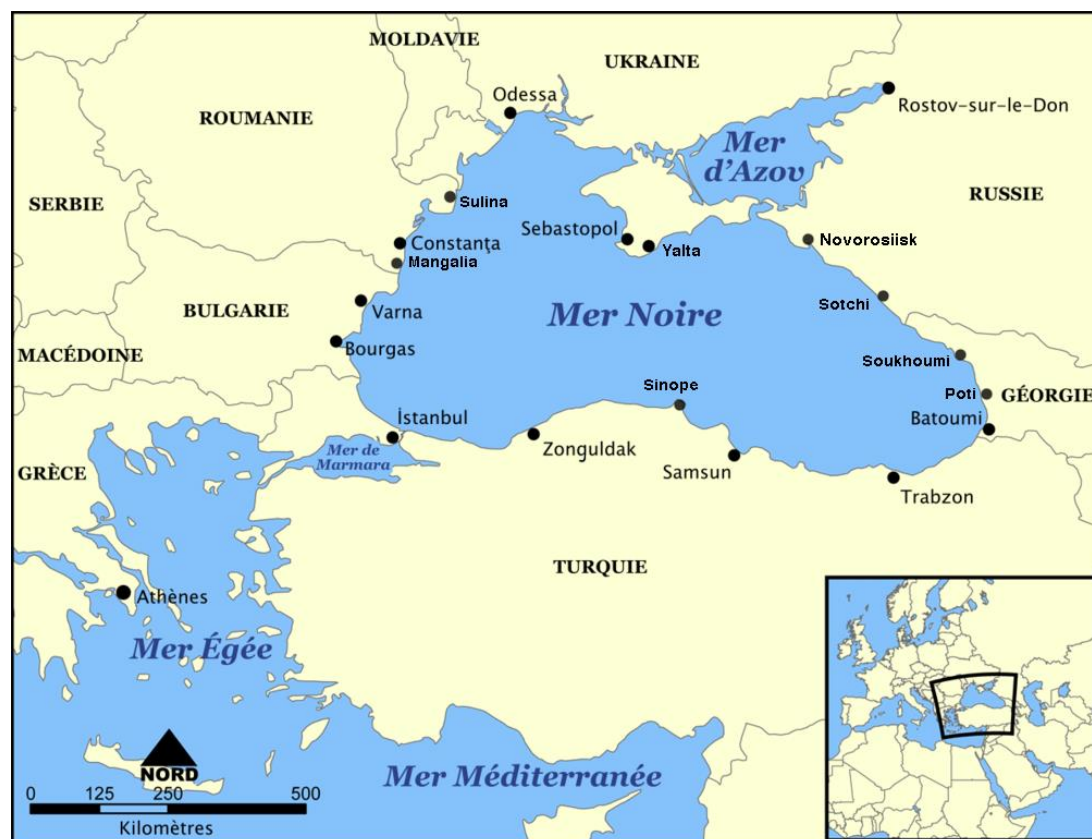 MOLDAVIE
UKRAINE
Odessa
Rostov-sur-le-Don
ROUMANIE
Mer
d'Azov
RUSSIE
SERBIE
Sulina
Sebastopol
Yalta
Novorosiisk
Constanţa
Mangalia
BULGARIE
Varna
Mer Noire
Sotchi
MACÉDOINE
Bourgas
Soukhoumi
Sinope
Poti
GÉORGIE
İstanbul
Batoumi
Mer de
Marmara
Zonguldak
Samsun
GRÈCE
Trabzon
TURQUIE
Athènes
Mer Égée
NORD
Mer Méditerranée
0 125 250 500
Kilomètres